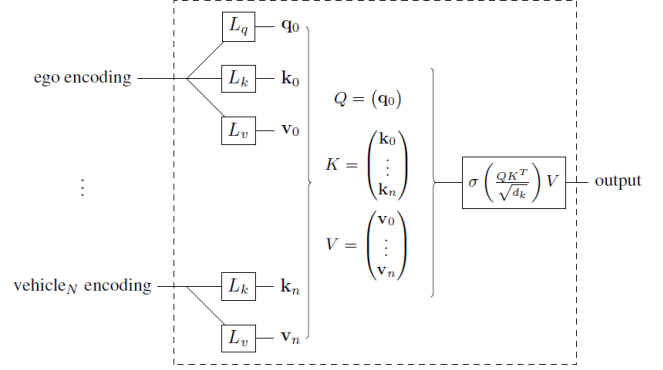 ego encoding
L_q q_0
L_k k_0
L_v v_0
⋮
vehicle_N encoding
L_k k_n
L_v v_n
Q = (q_0)
K = (k_0 ⋮ k_n)
V = (v_0 ⋮ v_n)
σ(QK^T / √d_k) V
output